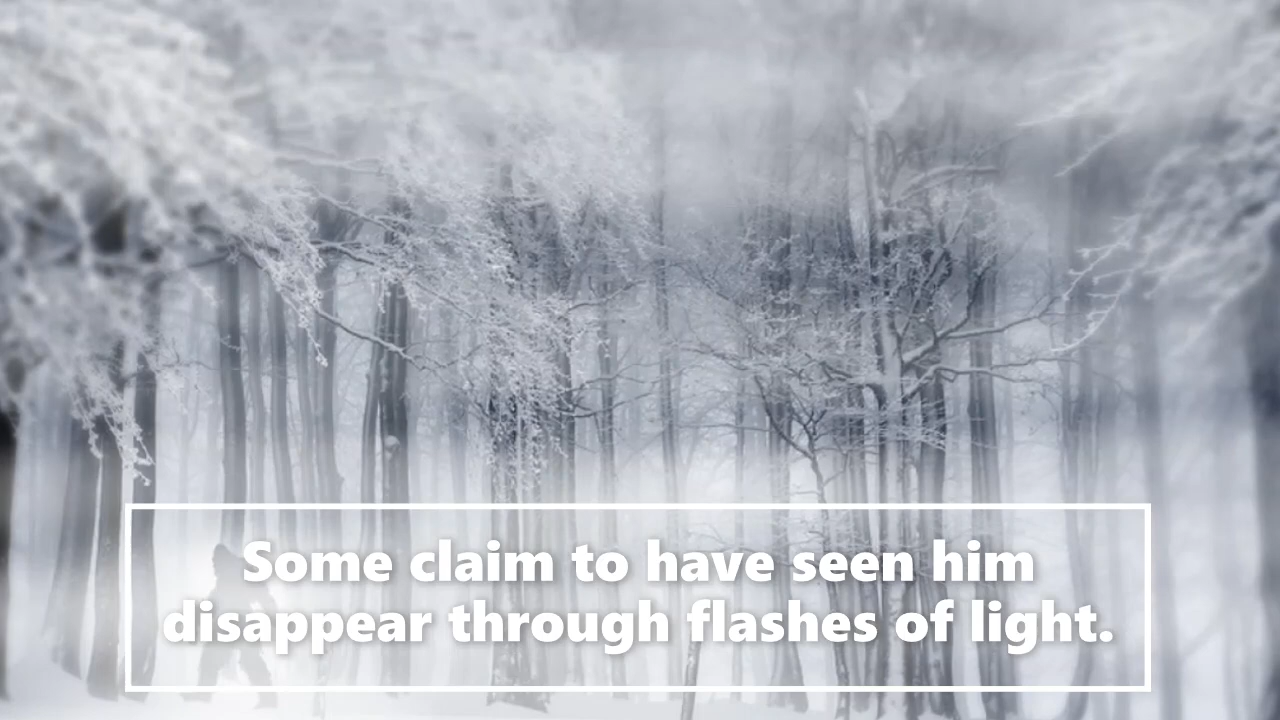 Some claim to have seen him
disappear through flashes of light.